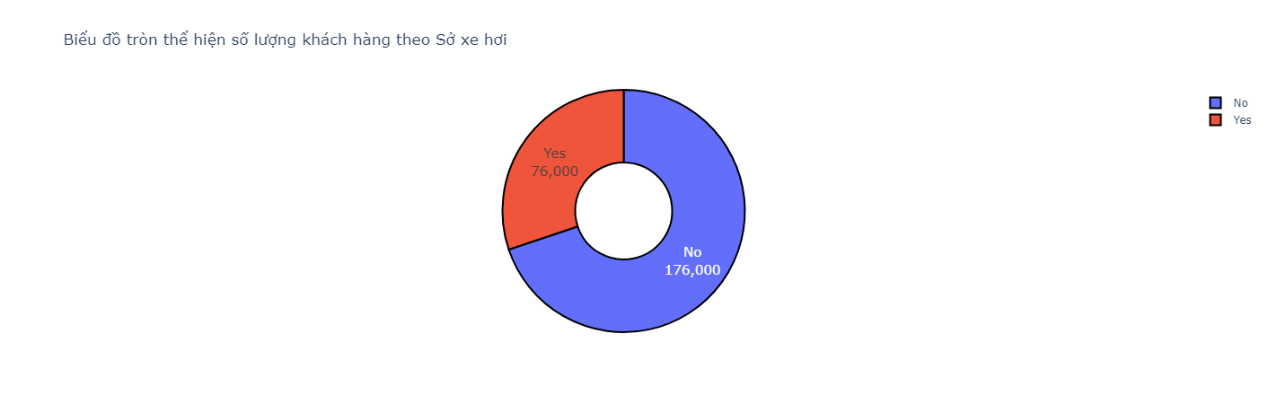 Biểu đồ tròn thể hiện số lượng khách hàng theo Sở xe hơi
No
Yes
Yes
76,000
No
176,000